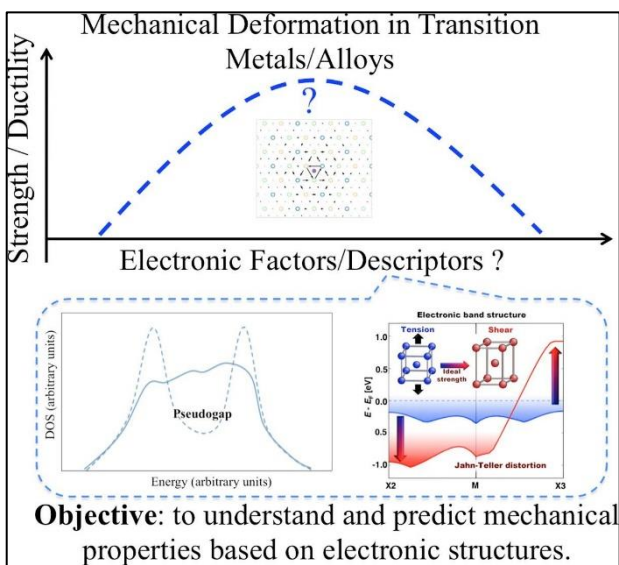 Mechanical Deformation in Transition
Metals/Alloys
Strength / Ductility
?
Electronic Factors/Descriptors ?
DOS (arbitrary units)
Pseudogap
Energy (arbitrary units)
Electronic band structure
Tension
Shear
Ideal
strength
E - EF [eV]
1.0
0.5
0.0
0.5
-1.0
Jahn-Teller distortion
X2
M
X3
Objective: to understand and predict mechanical
properties based on electronic structures.